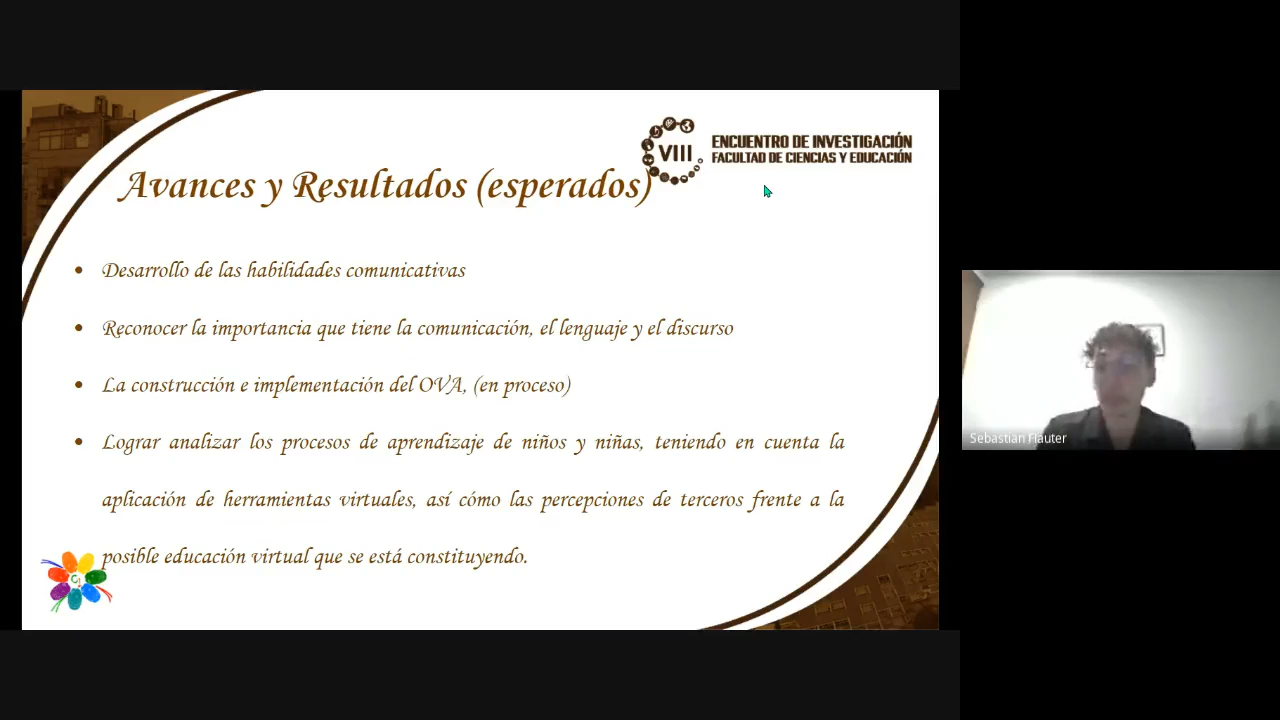 VIII
ENCUENTRO DE INVESTIGACIÓN
FACULTAD DE CIENCIAS Y EDUCACIÓN
Avances y Resultados (esperados)
• Desarrollo de las habilidades comunicativas
• Reconocer la importancia que tiene la comunicación, el lenguaje y el discurso
• La construcción e implementación del OVA, (en proceso)
• Lograr analizar los procesos de aprendizaje de niños y niñas, teniendo en cuenta la
aplicación de herramientas virtuales, así cómo las percepciones de terceros frente a la
posible educación virtual que se está constituyendo.
Sebastian Fiauter